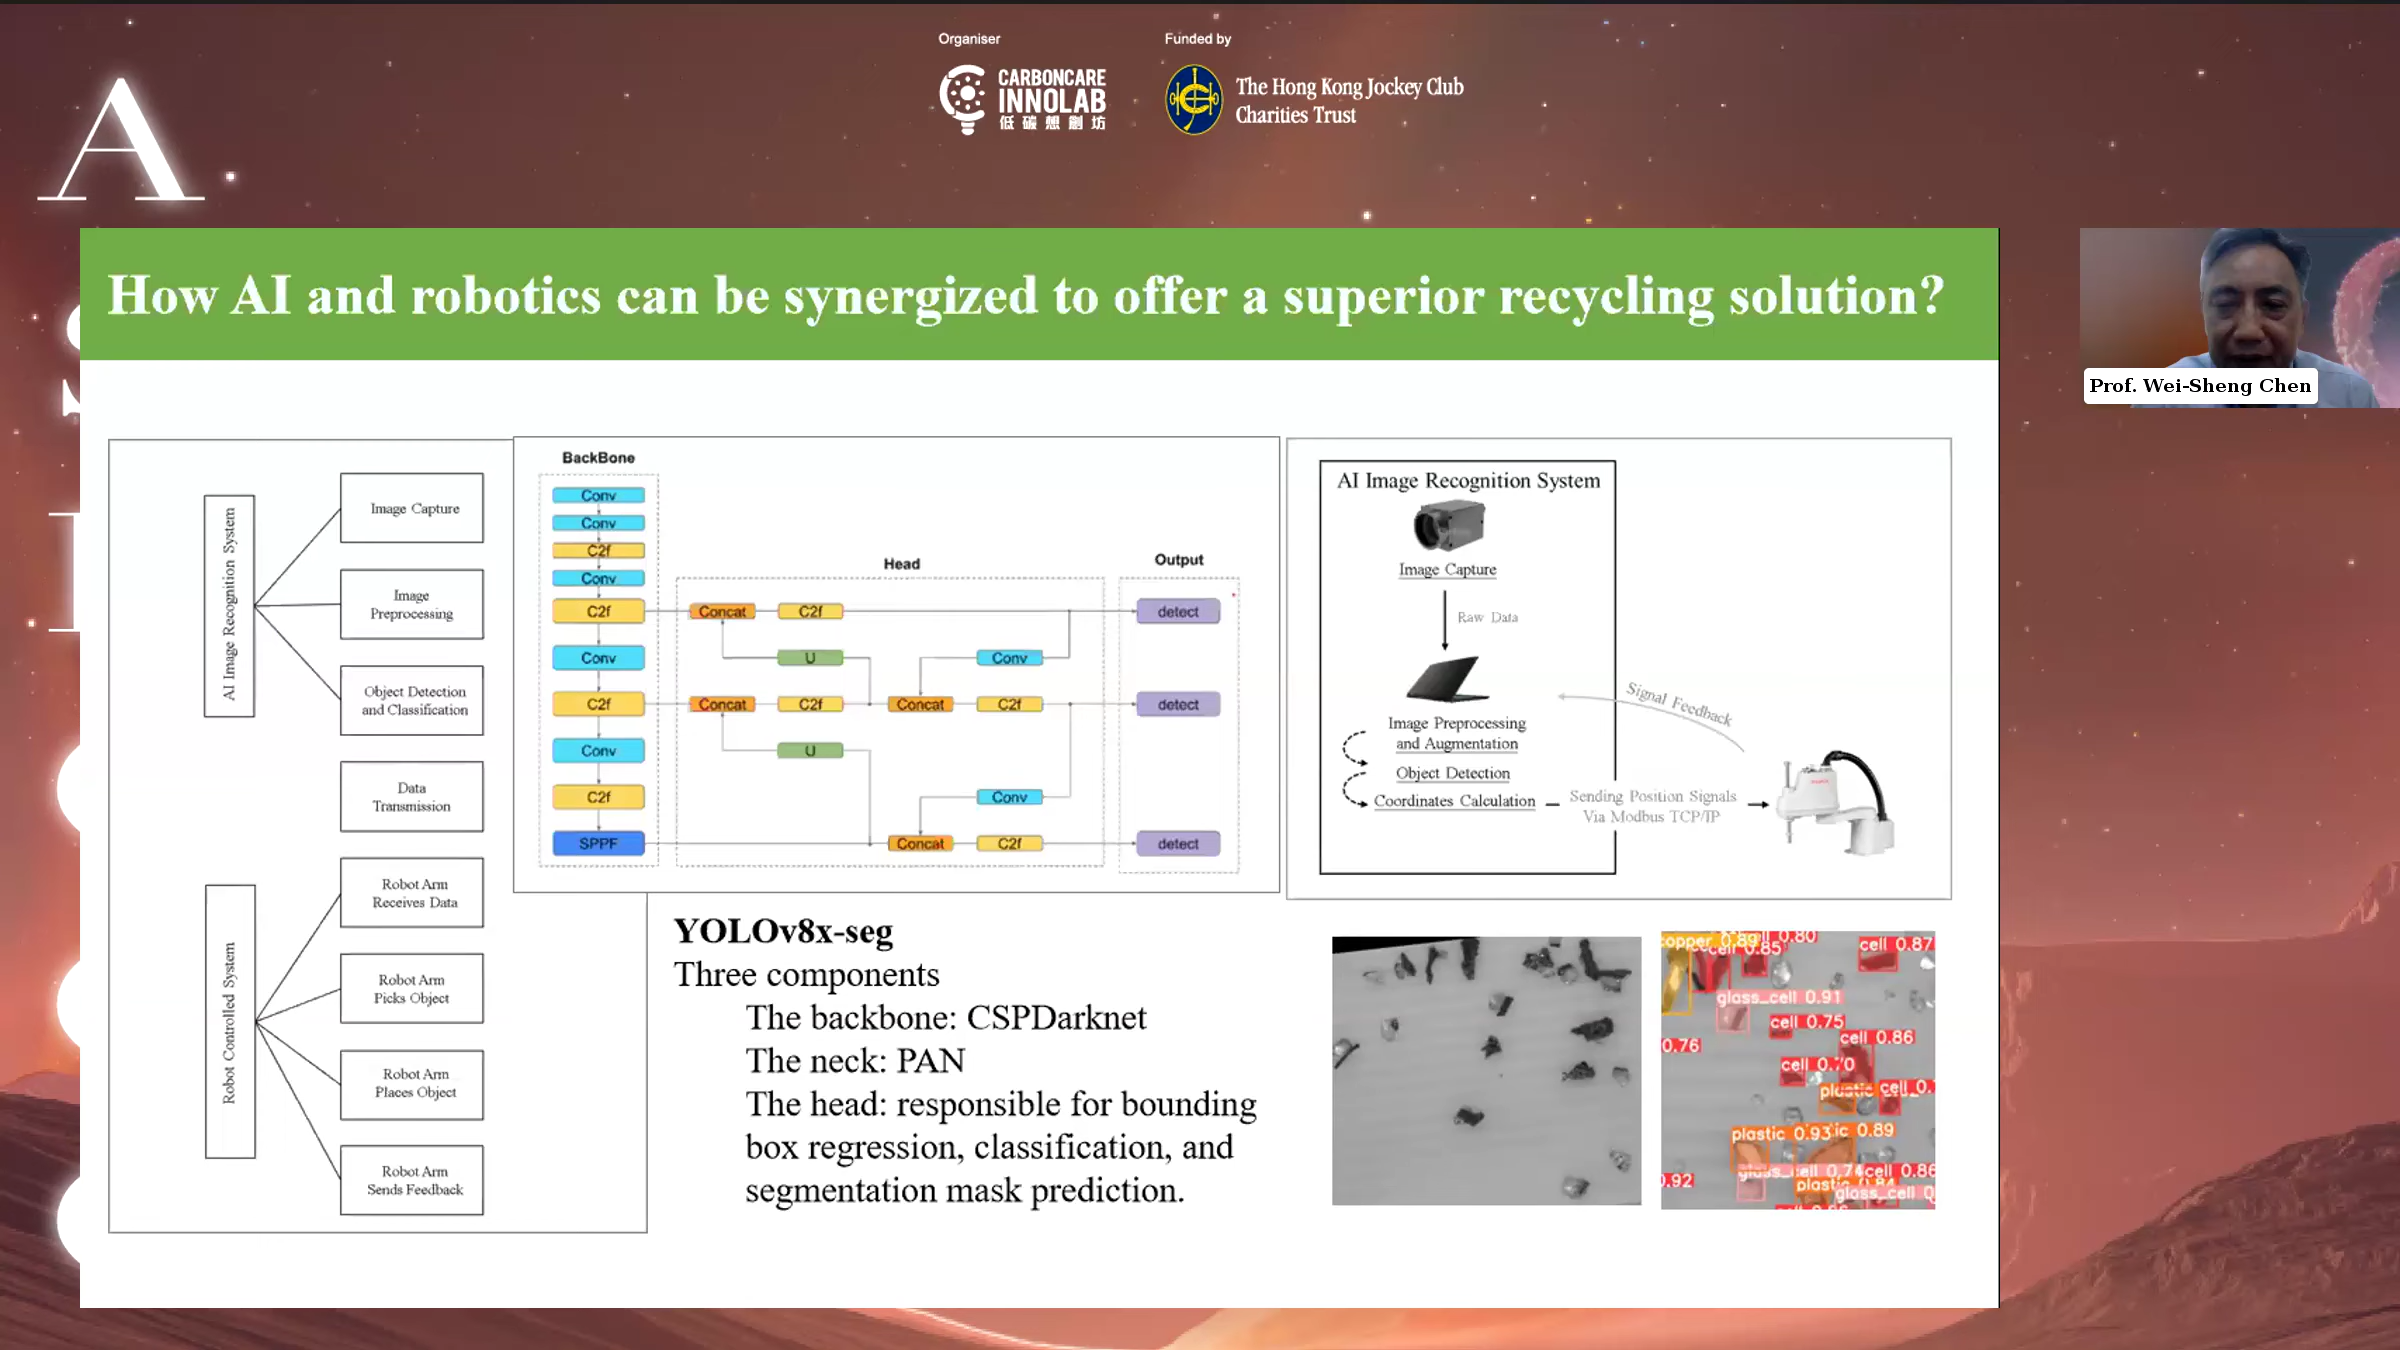 Organiser
Funded by
CARBONCARE
INNOLAB
低碳想創坊
The Hong Kong Jockey Club
Charities Trust
A
How AI and robotics can be synergized to offer a superior recycling solution?
Prof. Wei-Sheng Chen
AI Image Recognition System
Image Capture
Image
Preprocessing
Object Detection
and Classification
Data
Transmission
Robot Controlled System
Robot Arm
Receives Data
Robot Arm
Picks Object
Robot Arm
Places Object
Robot Arm
Sends Feedback
BackBone
Conv
Conv
C2f
Conv
C2f
Conv
C2f
Conv
C2f
SPPF
Head
Concat
C2f
U
Conv
Concat
C2f
Concat
C2f
U
Conv
Concat
C2f
Output
detect
detect
detect
AI Image Recognition System
Image Capture
Raw Data
Image Preprocessing
and Augmentation
Object Detection
Coordinates Calculation
Signal Feedback
Sending Position Signals
Via Modbus TCP/IP
YOLOv8x-seg
Three components
The backbone: CSPDarknet
The neck: PAN
The head: responsible for bounding
box regression, classification, and
segmentation mask prediction.
copper 0.89
0.80
cell 0.85
cell 0.87
glass_cell 0.91
cell 0.75
0.76
cell 0.86
cell 0.70
plastic
cell 0.
plastic 0.93
ic 0.89
glass_cell 0.74
cell 0.86
0.92
plastic 0.84
glass_cell 0